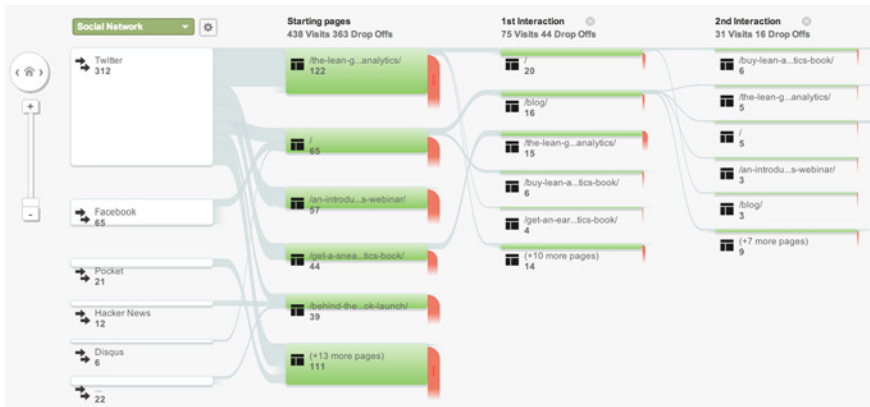 Social Network
Twitter
312
Facebook
65
Pocket
21
Hacker News
12
Disqus
6
...
22
+
-
Starting pages
438 Visits 363 Drop Offs
/the-lean-g...analytics/
122
/
65
/an-introdu...s-webinar/
57
/get-a-snea...tics-book/
44
/behind-the...ok-launch/
39
(+13 more pages)
111
1st Interaction
75 Visits 44 Drop Offs
/
20
/blog/
16
/the-lean-g...analytics/
15
/buy-lean-a...tics-book/
6
/get-an-ear...tics-book/
4
(+10 more pages)
14
2nd Interaction
31 Visits 16 Drop Offs
/buy-lean-a...tics-book/
6
/the-lean-g...analytics/
5
/
5
/an-introdu...s-webinar/
3
/blog/
3
(+7 more pages)
9